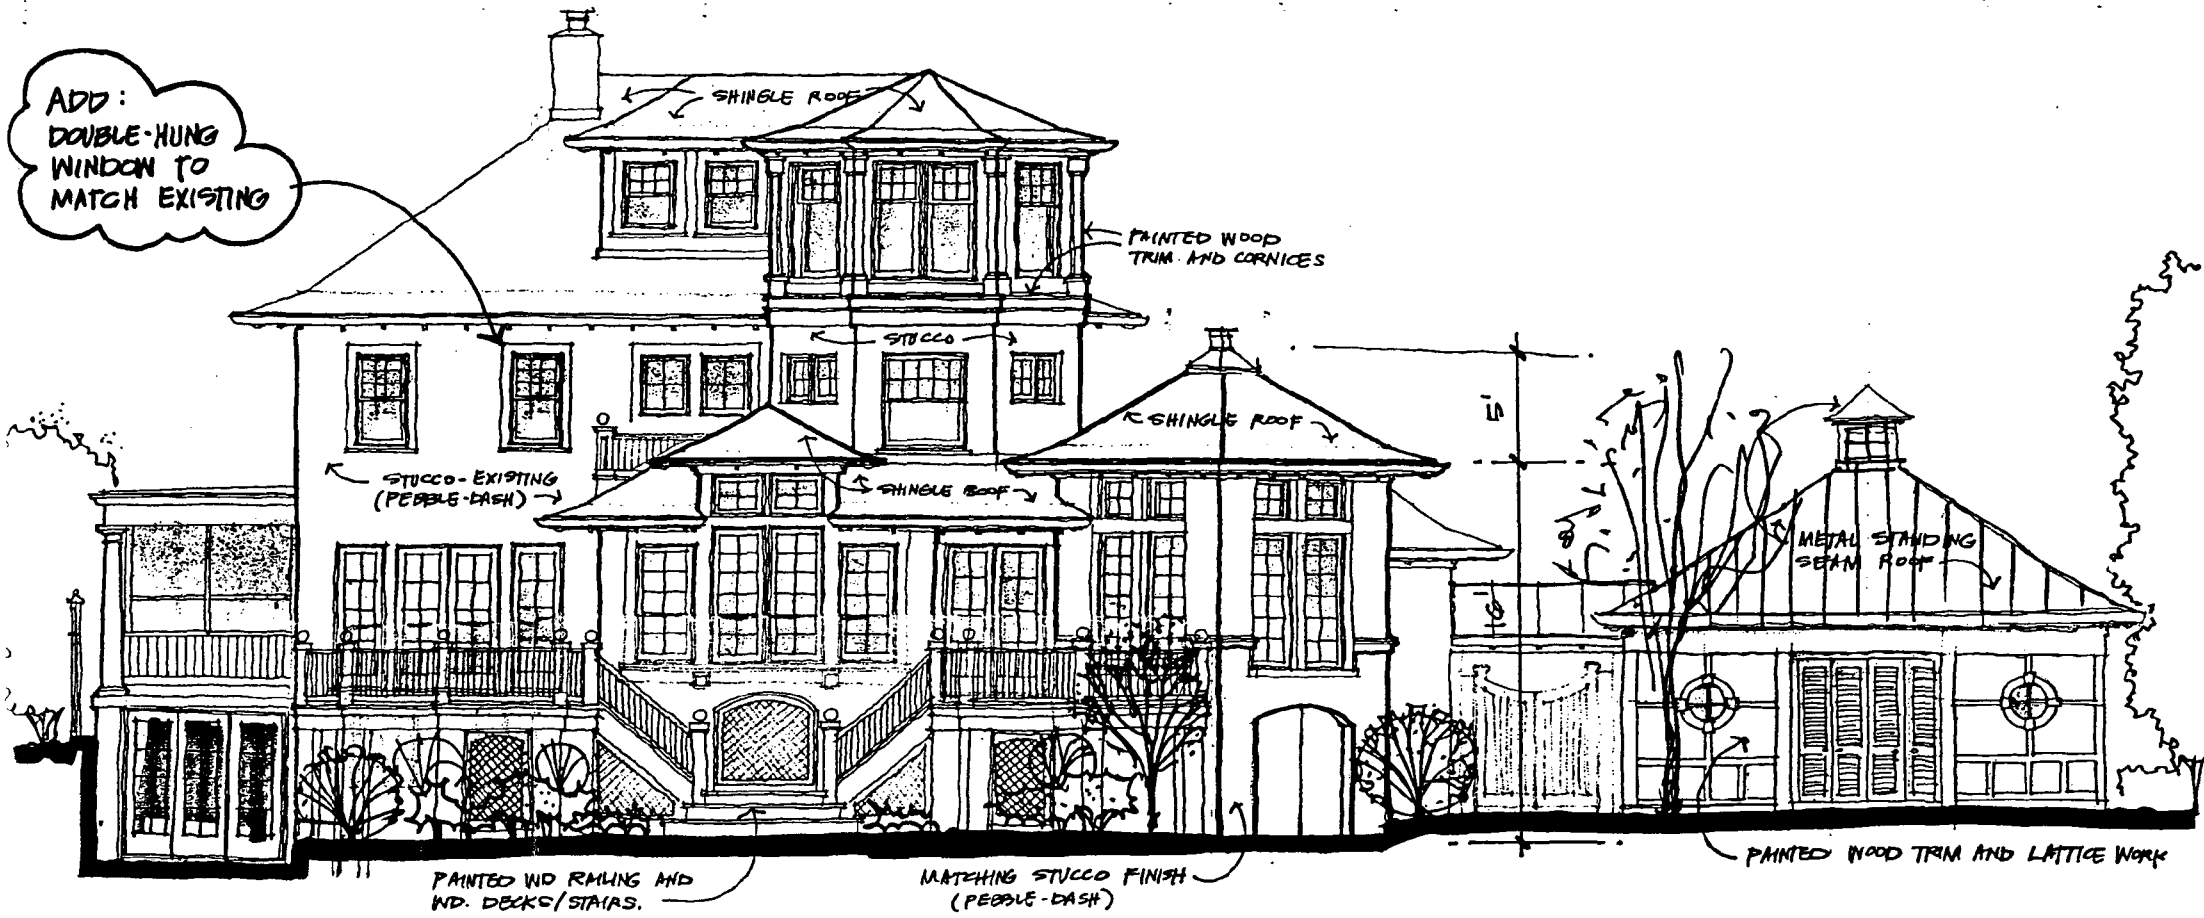 ADD:
DOUBLE-HUNG
WINDOW TO
MATCH EXISTING
SHINGLE ROOF
PAINTED WOOD
TRIM AND CORNICES
STUCCO
SHINGLE ROOF
STUCCO-EXISTING
(PEBBLE-DASH)
SHINGLE ROOF
METAL STANDING
SEAM ROOF
PAINTED WD RAILING AND
WD. DECKS/STAIRS.
MATCHING STUCCO FINISH
(PEBBLE-DASH)
PAINTED WOOD TRIM AND LATTICE WORK